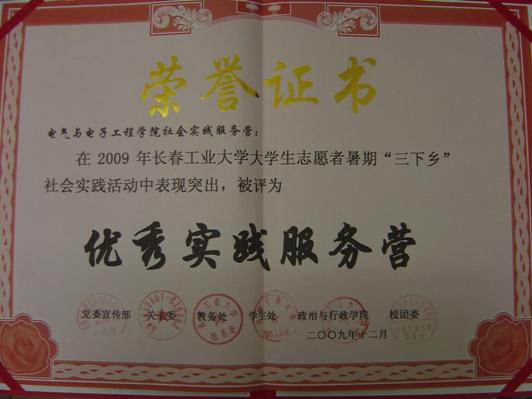 荣誉证书
电气与电子工程学院社会实践服务营：
在 2009 年长春工业大学大学生志愿者暑期“三下乡”
社会实践活动中表现突出，被评为
优秀实践服务营
党委宣传部 关工委 教务处 学生处 政治与行政学院 校团委
二〇〇九年十二月